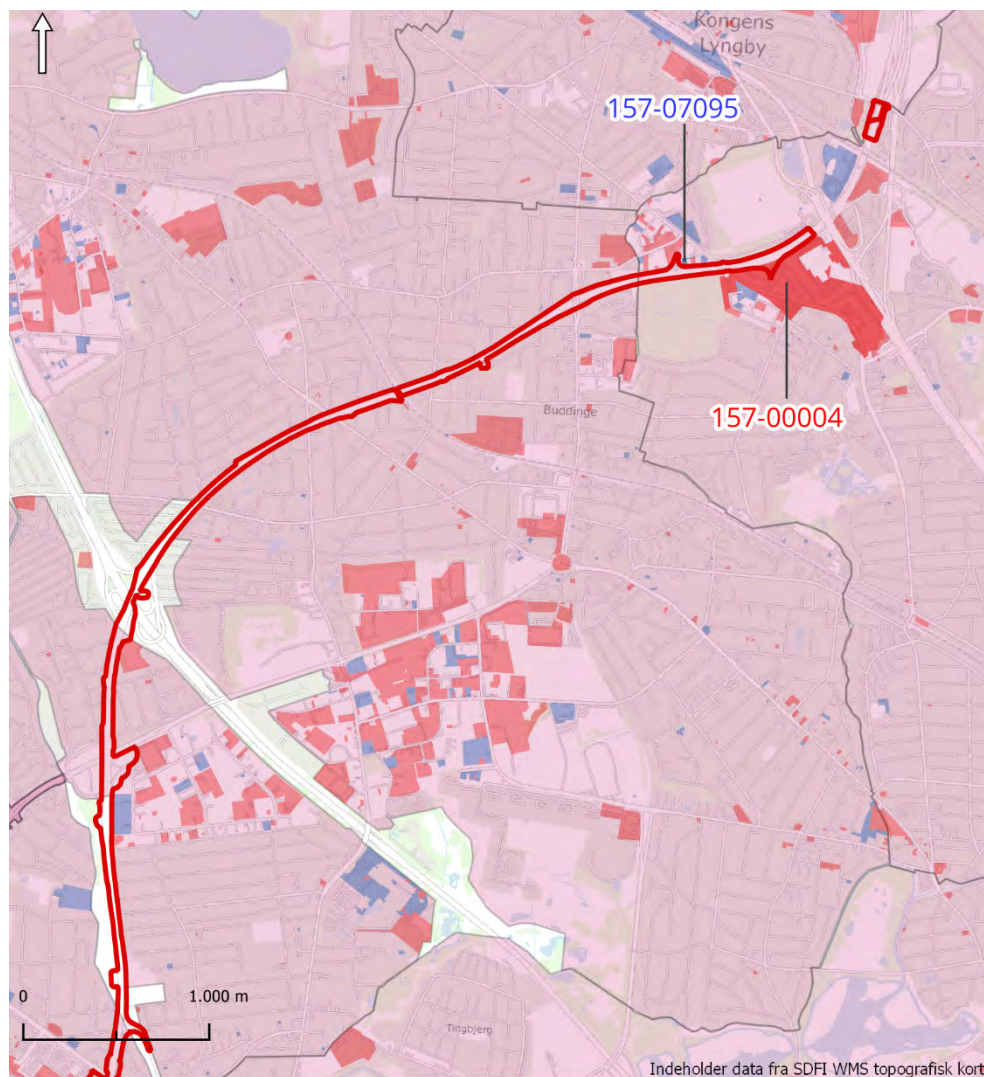 Kongens
Lyngby
157-07095
157-00004
Buddinge
0 1.000 m
Tingbjerg
Indeholder data fra SDFI WMS topografisk kort